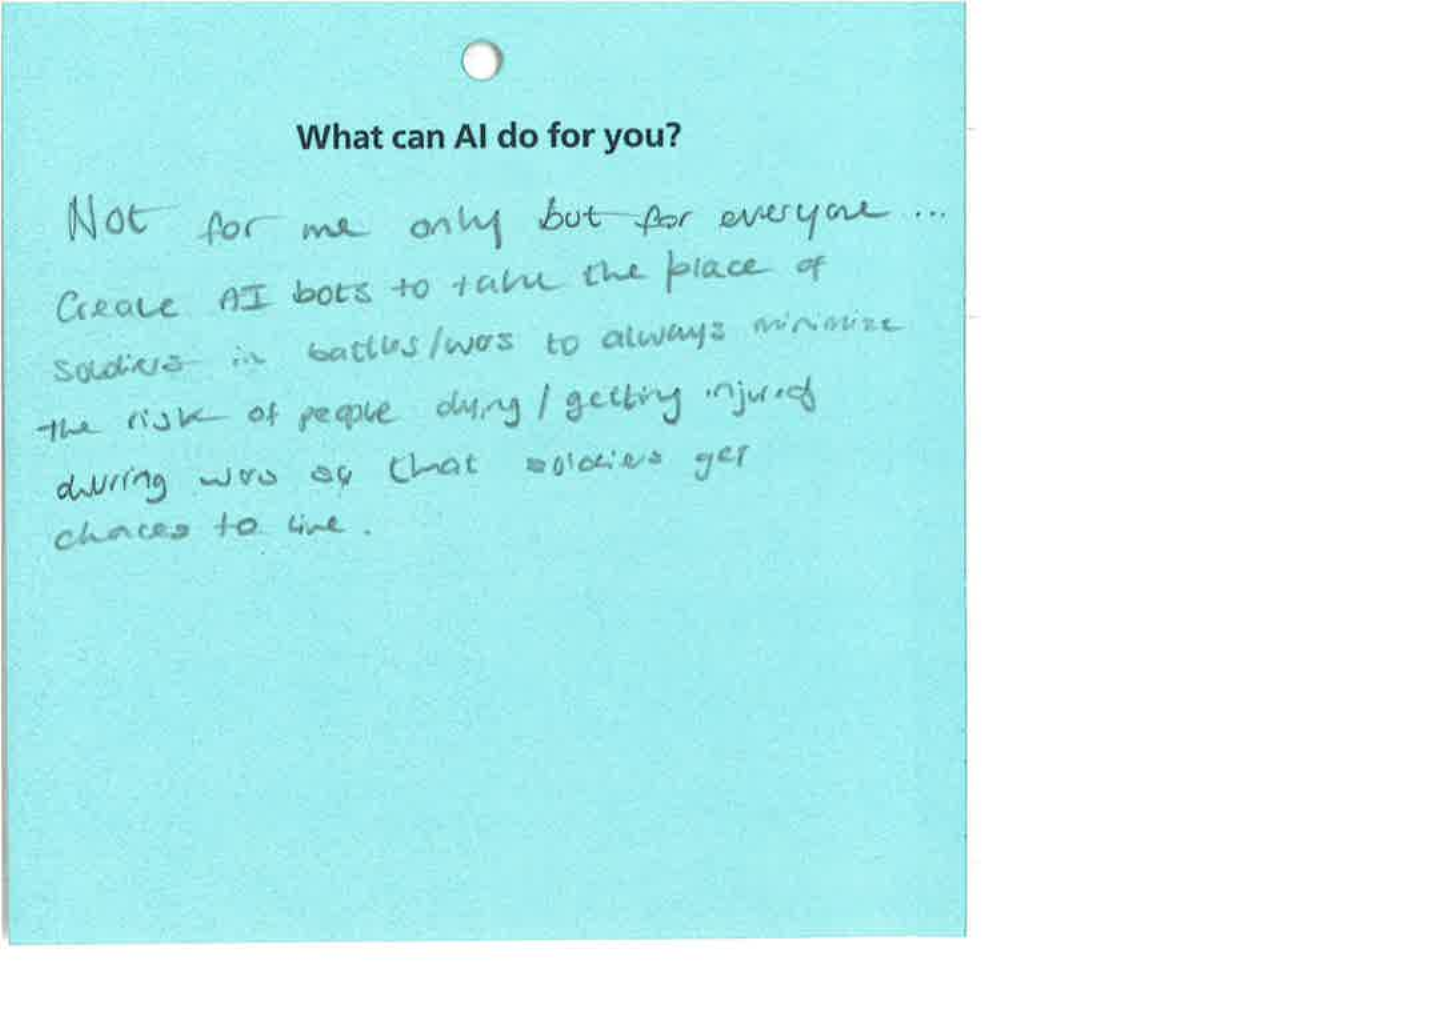 What can AI do for you?
Not for me only but for everyone ...
Create AI bots to take the place of
soldiers in battles/wars to always minimize
the risk of people dying / getting injured
during wars so that soldiers get
chaces to live.